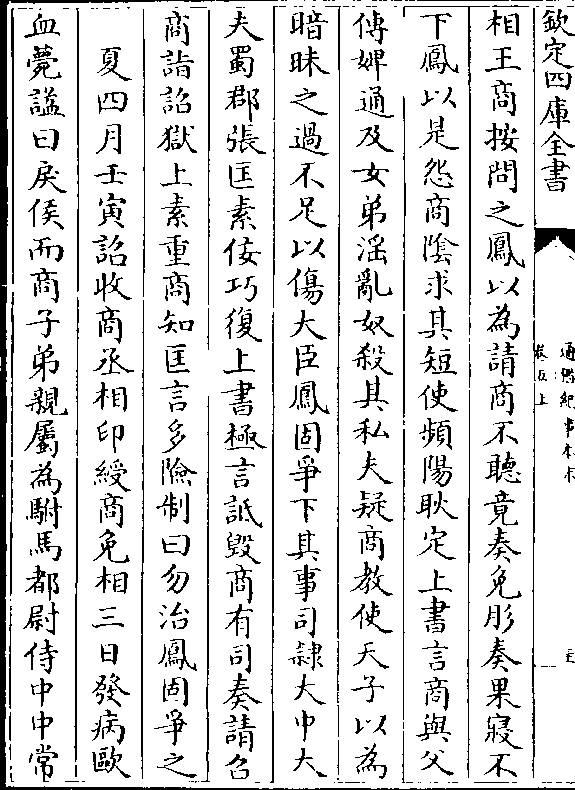 欽定四庫全書
通鑑紀事本末
卷五上
相王商按問之鳳以為請商不聽竟奏免肜奏果寢不
下鳳以是怨商陰求其短使頻陽耿定上書言商與父
傅婢通及女弟淫亂奴殺其私夫疑商教使天子以為
暗昧之過不足以傷大臣鳳固爭下其事司隸大中大
夫蜀郡張匡素佞巧復上書極言詆毀商有司奏請召
商詣詔獄上素重商知匡言多險制曰勿治鳳固爭之
夏四月壬寅詔收商丞相印綬商免相三日發病歐
血薨諡曰戾侯而商子弟親屬為駙馬都尉侍中中常